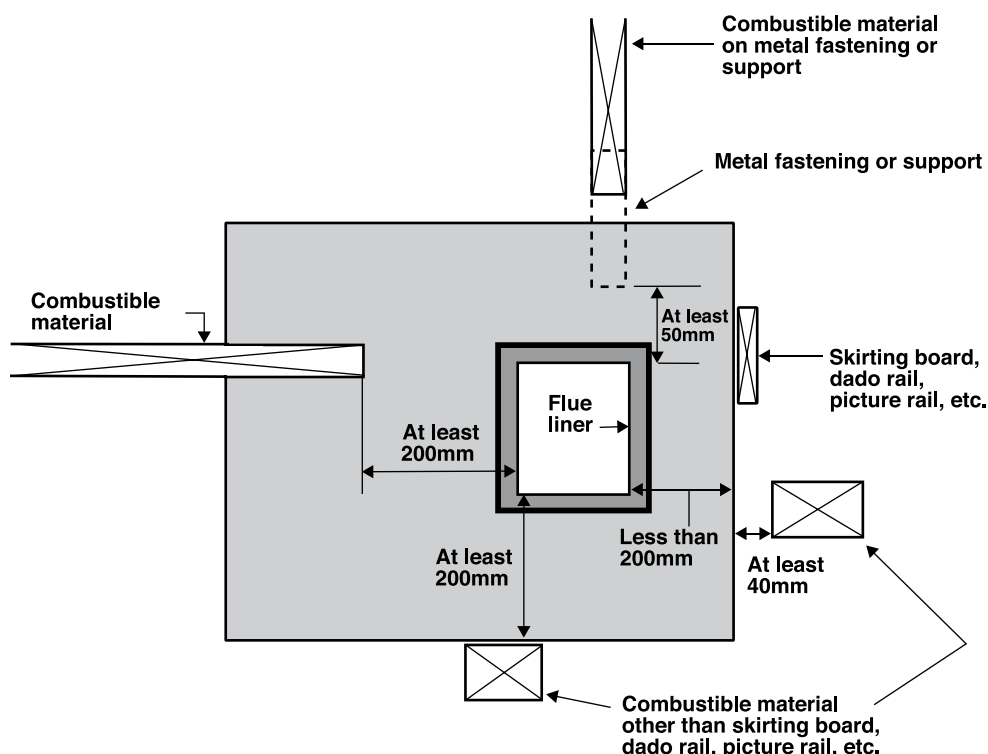 Combustible material
on metal fastening or
support
Metal fastening or support
Combustible
material
At least
50mm
Skirting board,
dado rail,
picture rail, etc.
Flue
liner
At least
200mm
Less than
200mm
At least
200mm
At least
40mm
Combustible material
other than skirting board,
dado rail, picture rail, etc.